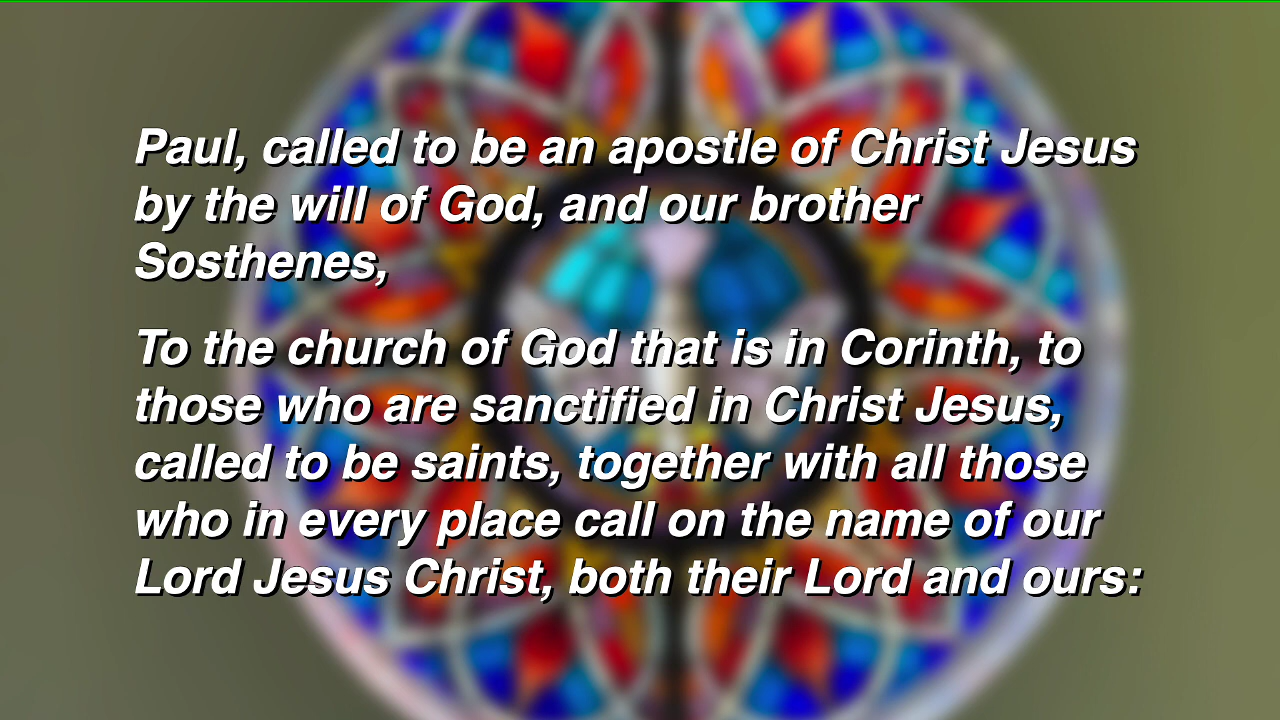 Paul, called to be an apostle of Christ Jesus
by the will of God, and our brother
Sosthenes,
To the church of God that is in Corinth, to
those who are sanctified in Christ Jesus,
called to be saints, together with all those
who in every place call on the name of our
Lord Jesus Christ, both their Lord and ours: